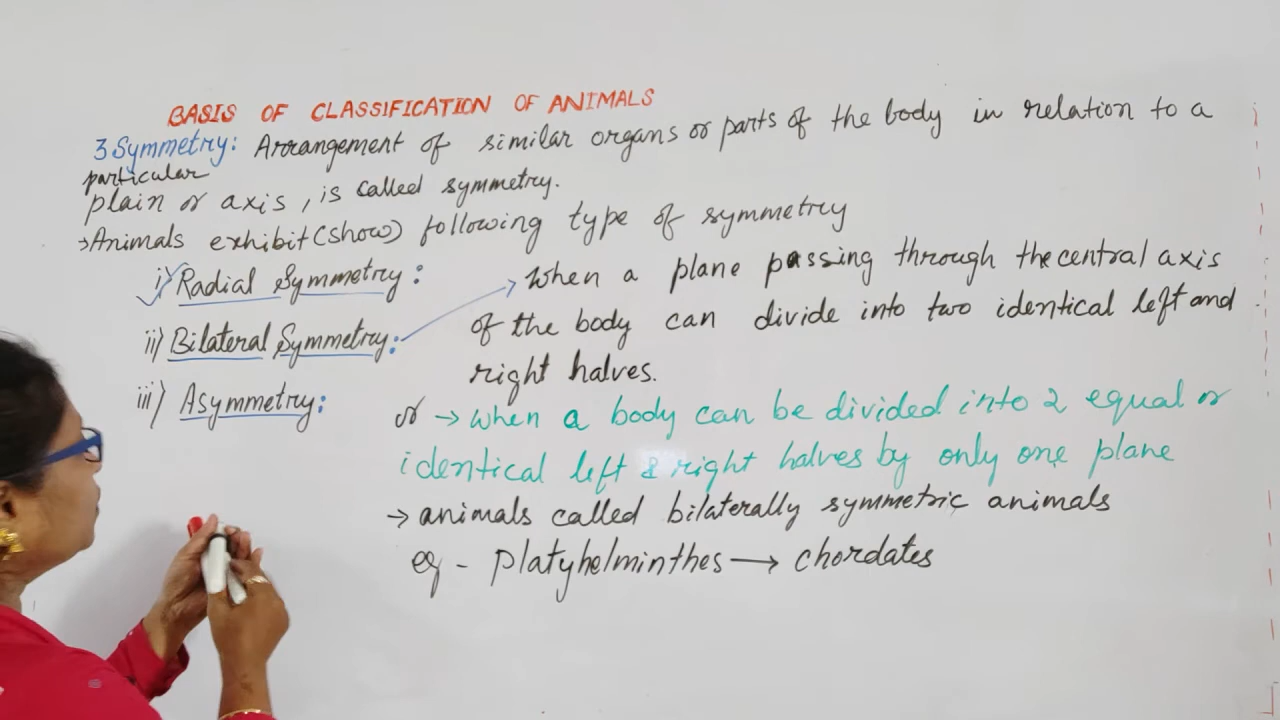 BASIS OF CLASSIFICATION OF ANIMALS
3 Symmetry: Arrangement of similar organs or parts of the body in relation to a
particular
plain or axis, is called symmetry.
→Animals exhibit (show) following type of symmetry
i) Radial Symmetry:
→ When a plane passing through the central axis
ii) Bilateral Symmetry:
of the body can divide into two identical left and
right halves.
iii) Asymmetry:
or → when a body can be divided into 2 equal or
identical left & right halves by only one plane
→ animals called bilaterally symmetric animals
eg - Platyhelminthes → chordates